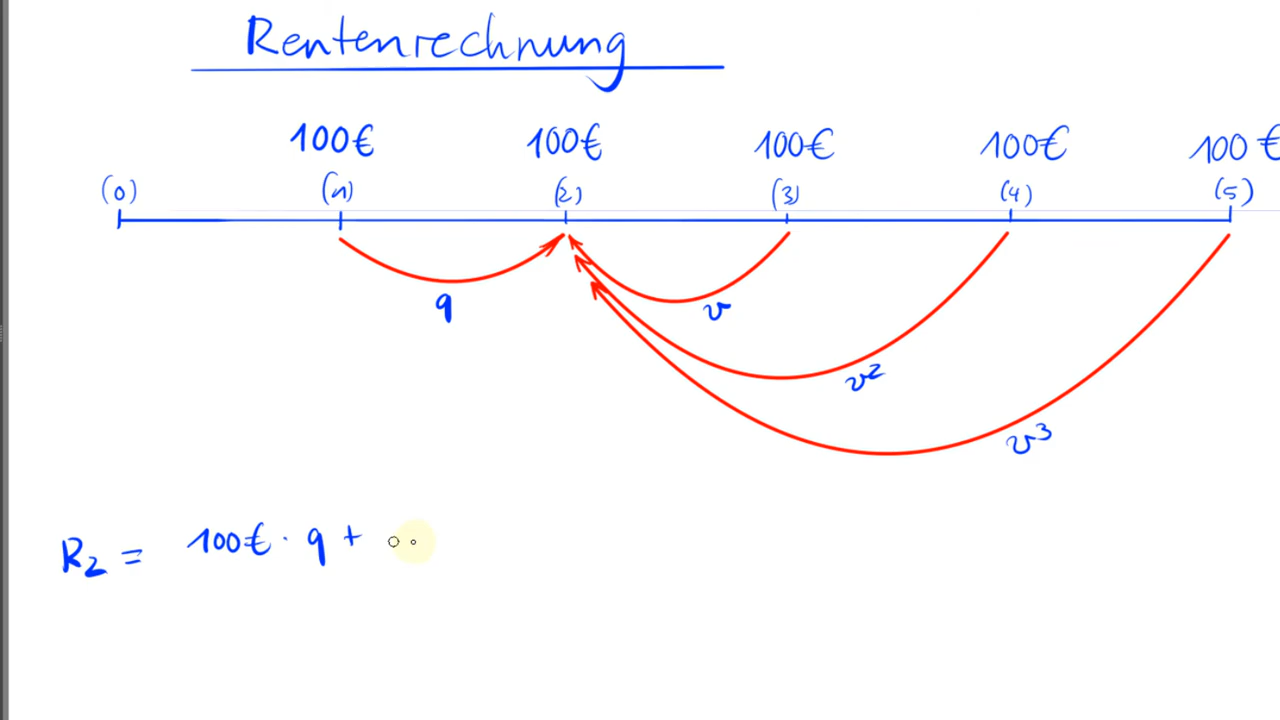 Rentenrechnung
100€ 100€ 100€ 100€ 100€
(0) (1) (2) (3) (4) (5)
q v
v²
v³
R₂ = 100€ · q +